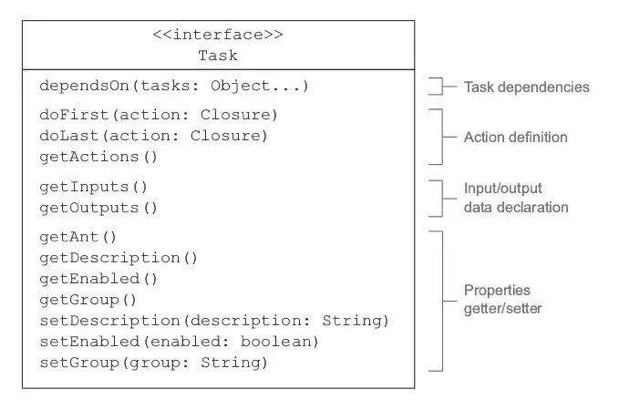 <<interface>>
Task
dependsOn(tasks: Object...)
Task dependencies
doFirst(action: Closure)
doLast(action: Closure)
getActions()
Action definition
getInputs()
getOutputs()
Input/output
data declaration
getAnt()
getDescription()
getEnabled()
getGroup()
setDescription(description: String)
setEnabled(enabled: boolean)
setGroup(group: String)
Properties
getter/setter